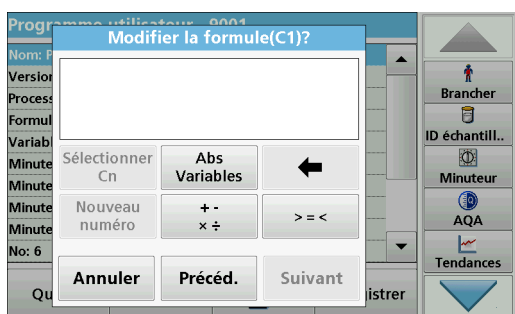 Programme utilisateur 9001
Modifier la formule(C1)?
Nom: P
Version
Process
Formul
Variabl
Minute
Minute
Minute
Minute
No: 6
Sélectionner Cn
Abs Variables
Nouveau numéro
+ - × ÷
> = <
Annuler
Précéd.
Suivant
Qu
istrer
Brancher
ID échantill..
Minuteur
AQA
Tendances